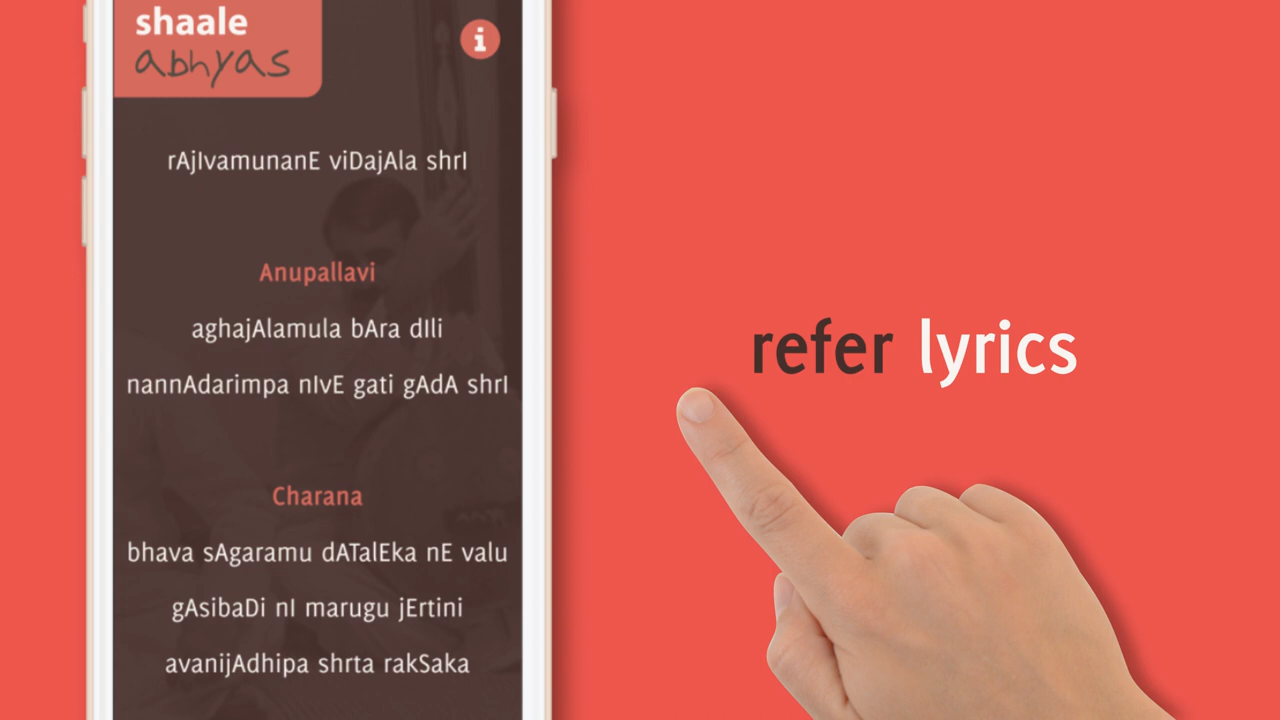 shaale
abhyas
i
rAjIvamunanE viDajAla shrI
Anupallavi
aghajAlamula bAra dIli
nannAdarimpa nIvE gati gAdA shrI
Charana
bhava sAgaramu dATalEka nE valu
gAsibaDi nI marugu jErtini
avanijAdhipa shrta rakSaka
refer lyrics